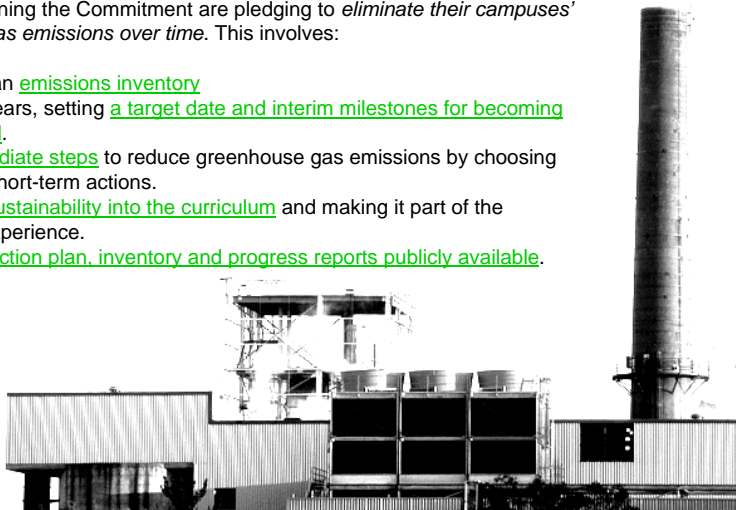 ning the Commitment are pledging to eliminate their campuses’
as emissions over time. This involves:
an emissions inventory
ears, setting a target date and interim milestones for becoming
.
diate steps to reduce greenhouse gas emissions by choosing
hort-term actions.
ustainability into the curriculum and making it part of the
perience.
ction plan, inventory and progress reports publicly available.